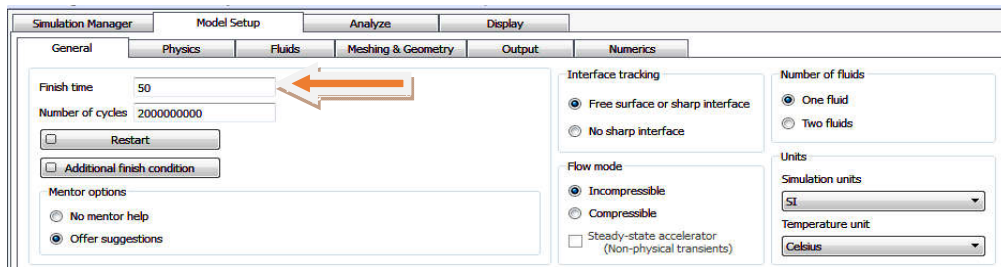 Simulation Manager Model Setup Analyze Display
General Physics Fluids Meshing & Geometry Output Numerics
Finish time 50
Number of cycles 2000000000
Restart
Additional finish condition
Mentor options
No mentor help
Offer suggestions
Interface tracking
Free surface or sharp interface
No sharp interface
Flow mode
Incompressible
Compressible
Steady-state accelerator
(Non-physical transients)
Number of fluids
One fluid
Two fluids
Units
Simulation units
SI
Temperature unit
Celsius